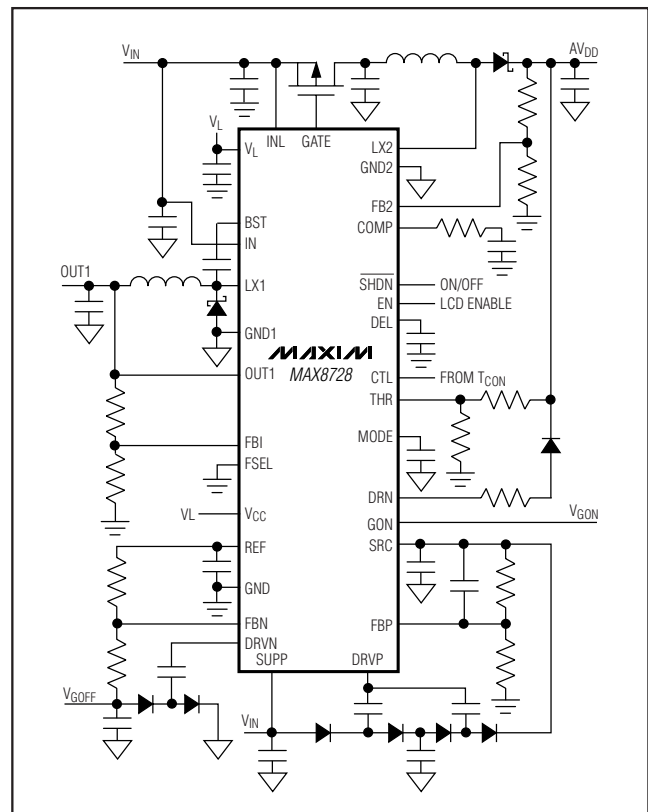 VIN
AVDD
VL
VL
INL
GATE
LX2
GND2
FB2
COMP
BST
IN
OUT1
LX1
SHDN
ON/OFF
EN
LCD ENABLE
DEL
GND1
MAXIM
MAX8728
OUT1
CTL
FROM TCON
THR
FBI
MODE
FSEL
DRN
VL
VCC
GON
VGON
REF
SRC
GND
FBN
FBP
DRVN
SUPP
DRVP
VGOFF
VIN